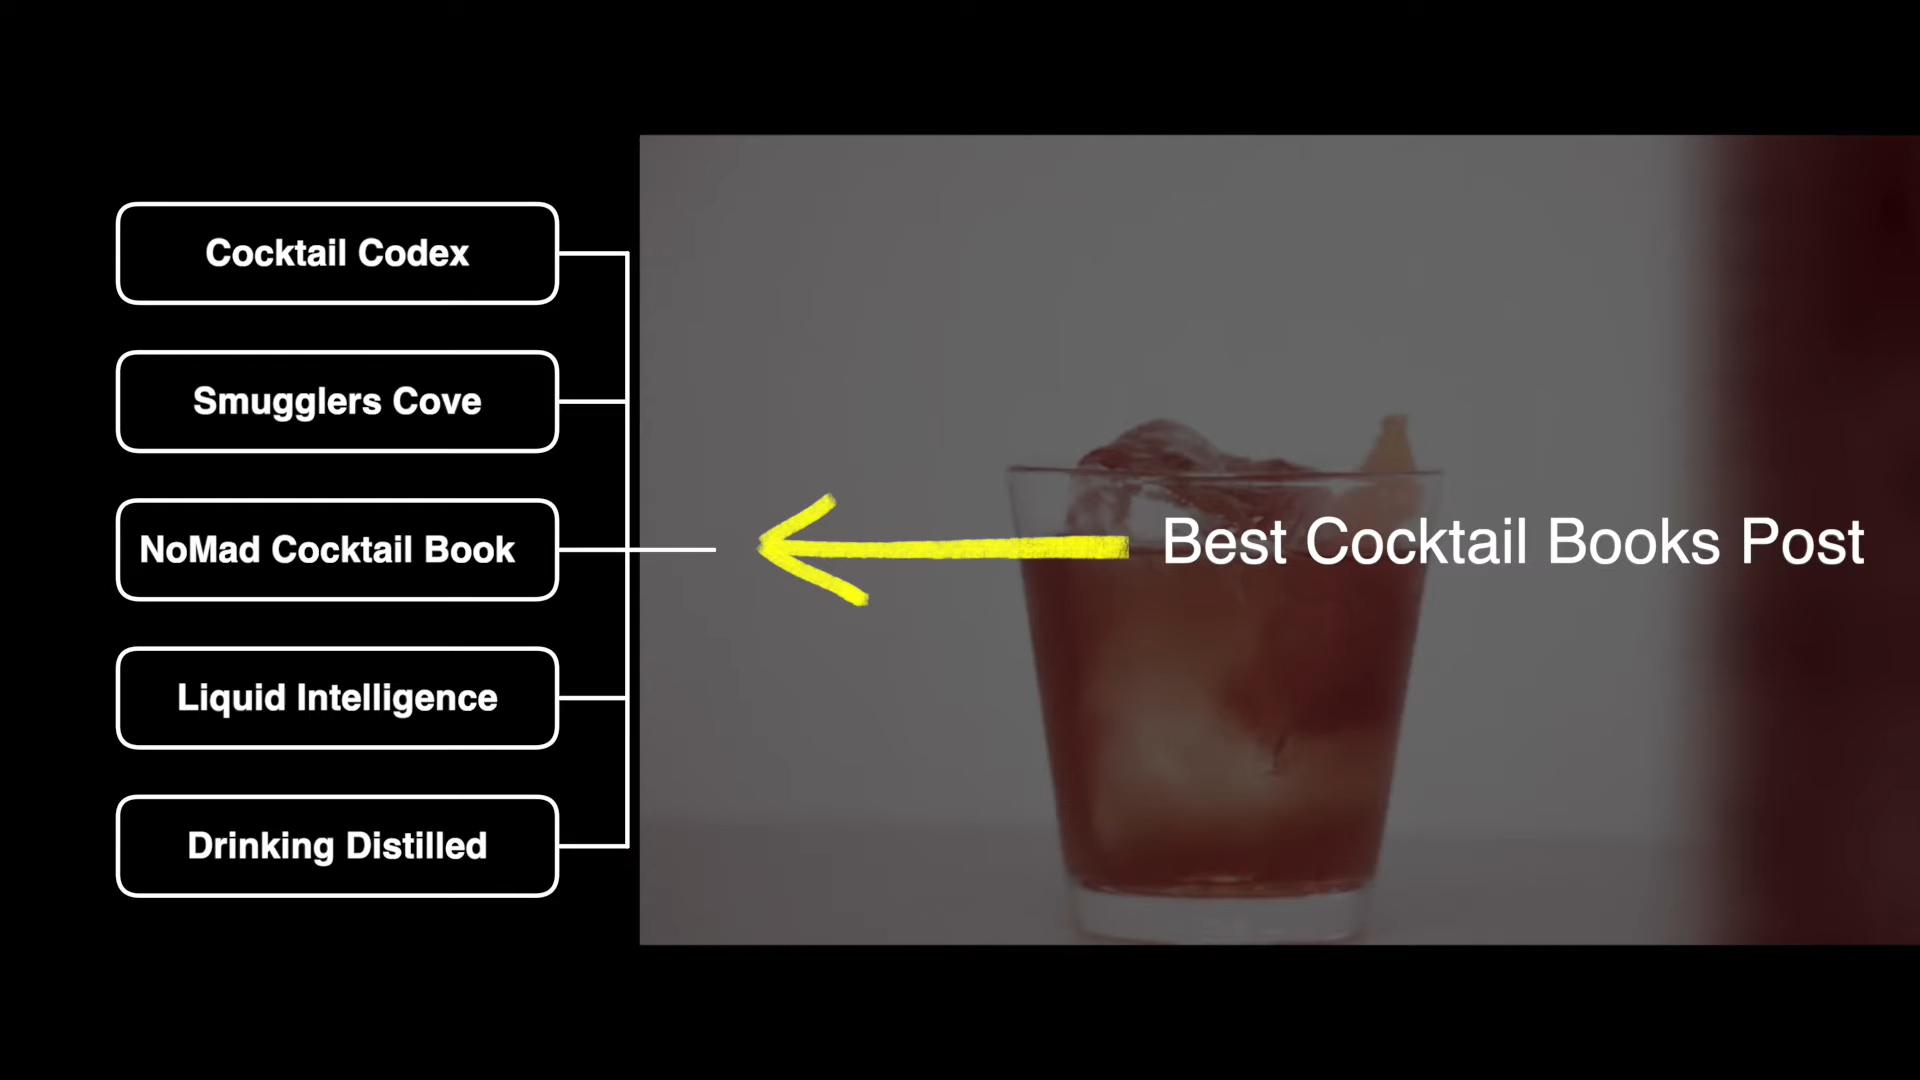 Cocktail Codex
Smugglers Cove
NoMad Cocktail Book
Liquid Intelligence
Drinking Distilled
Best Cocktail Books Post